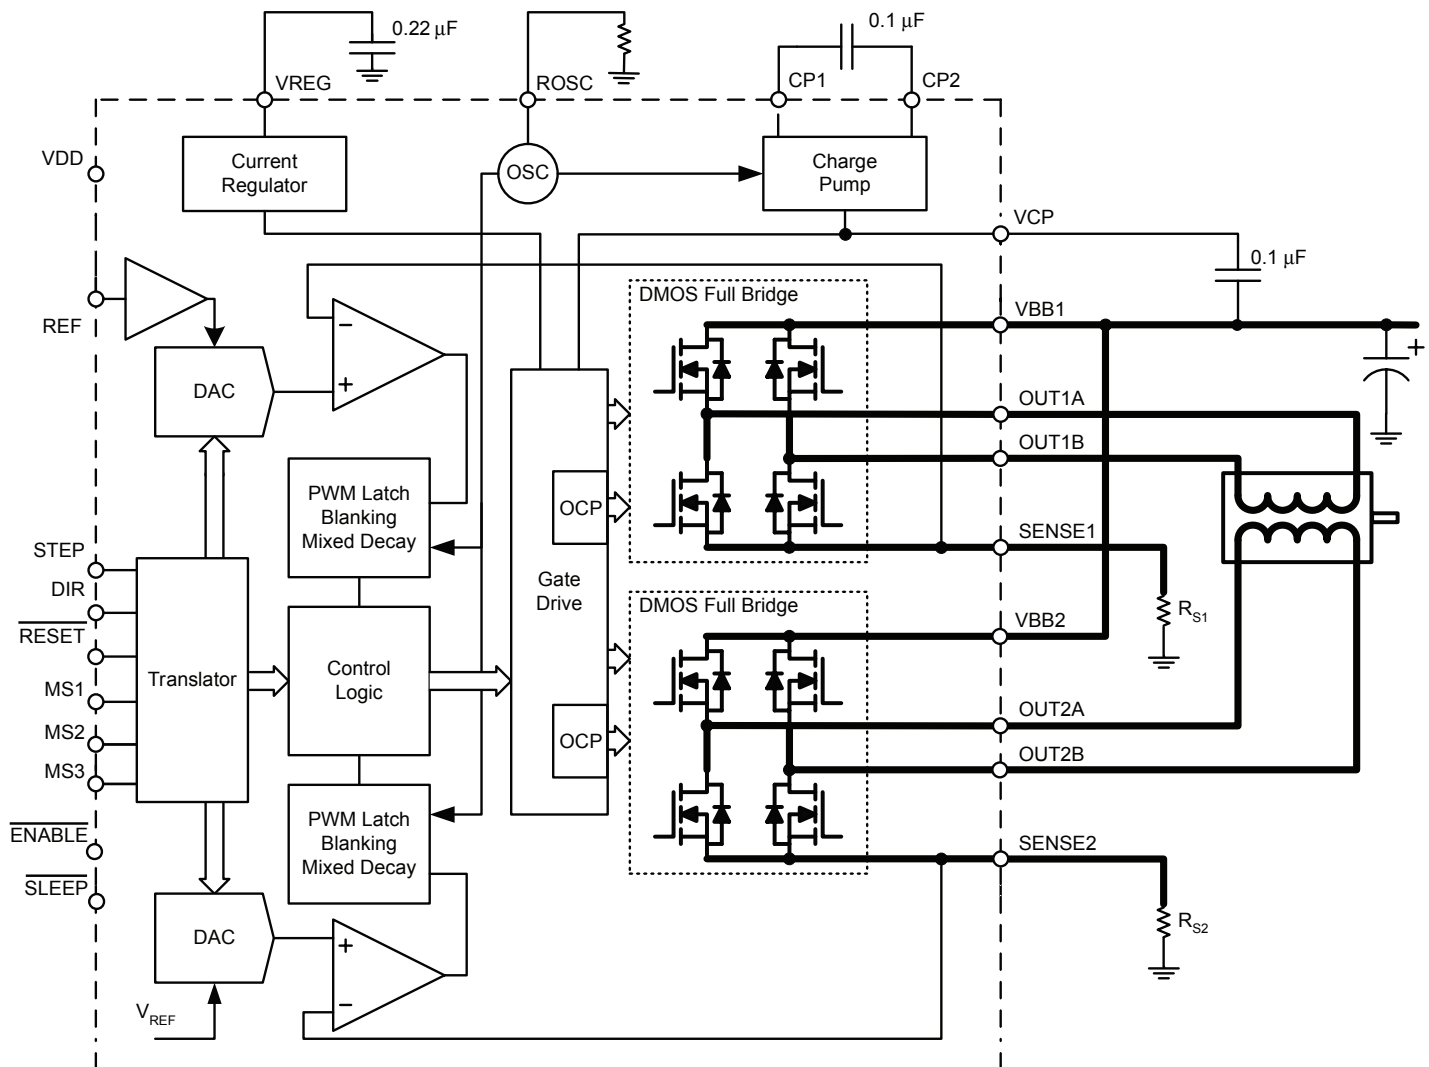 0.22 µF
0.1 µF
VREG
ROSC
CP1
CP2
VDD
Current
Regulator
OSC
Charge
Pump
VCP
0.1 µF
REF
DMOS Full Bridge
VBB1
+
−
+
DAC
OUT1A
OUT1B
PWM Latch
Blanking
Mixed Decay
OCP
SENSE1
STEP
DIR
RESET
MS1
MS2
MS3
Translator
Control
Logic
Gate
Drive
DMOS Full Bridge
RS1
VBB2
OUT2A
OCP
OUT2B
PWM Latch
Blanking
Mixed Decay
ENABLE
SLEEP
SENSE2
DAC
+
−
RS2
VREF